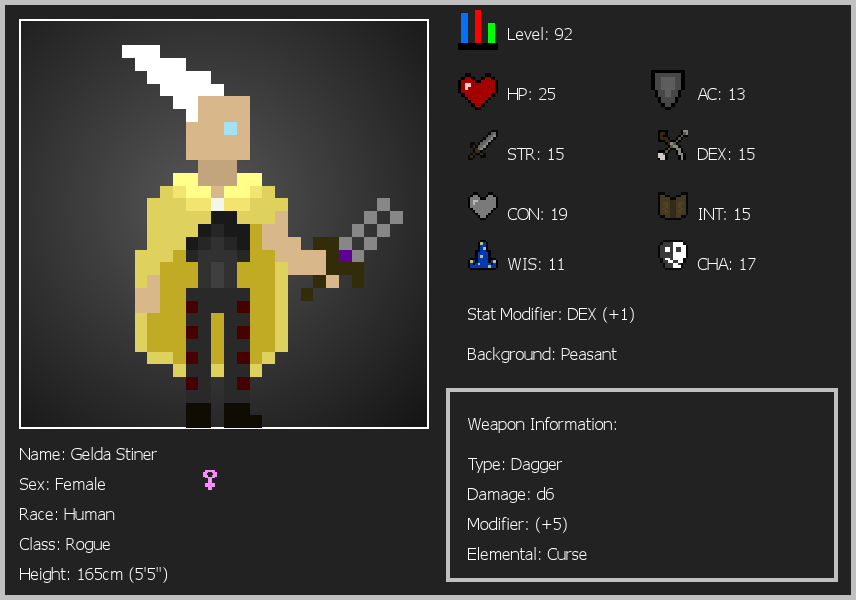 Level: 92
HP: 25
AC: 13
STR: 15
DEX: 15
CON: 19
INT: 15
WIS: 11
CHA: 17
Stat Modifier: DEX (+1)
Background: Peasant
Weapon Information:
Type: Dagger
Damage: d6
Modifier: (+5)
Elemental: Curse
Name: Gelda Stiner
Sex: Female
Race: Human
Class: Rogue
Height: 165cm (5'5")